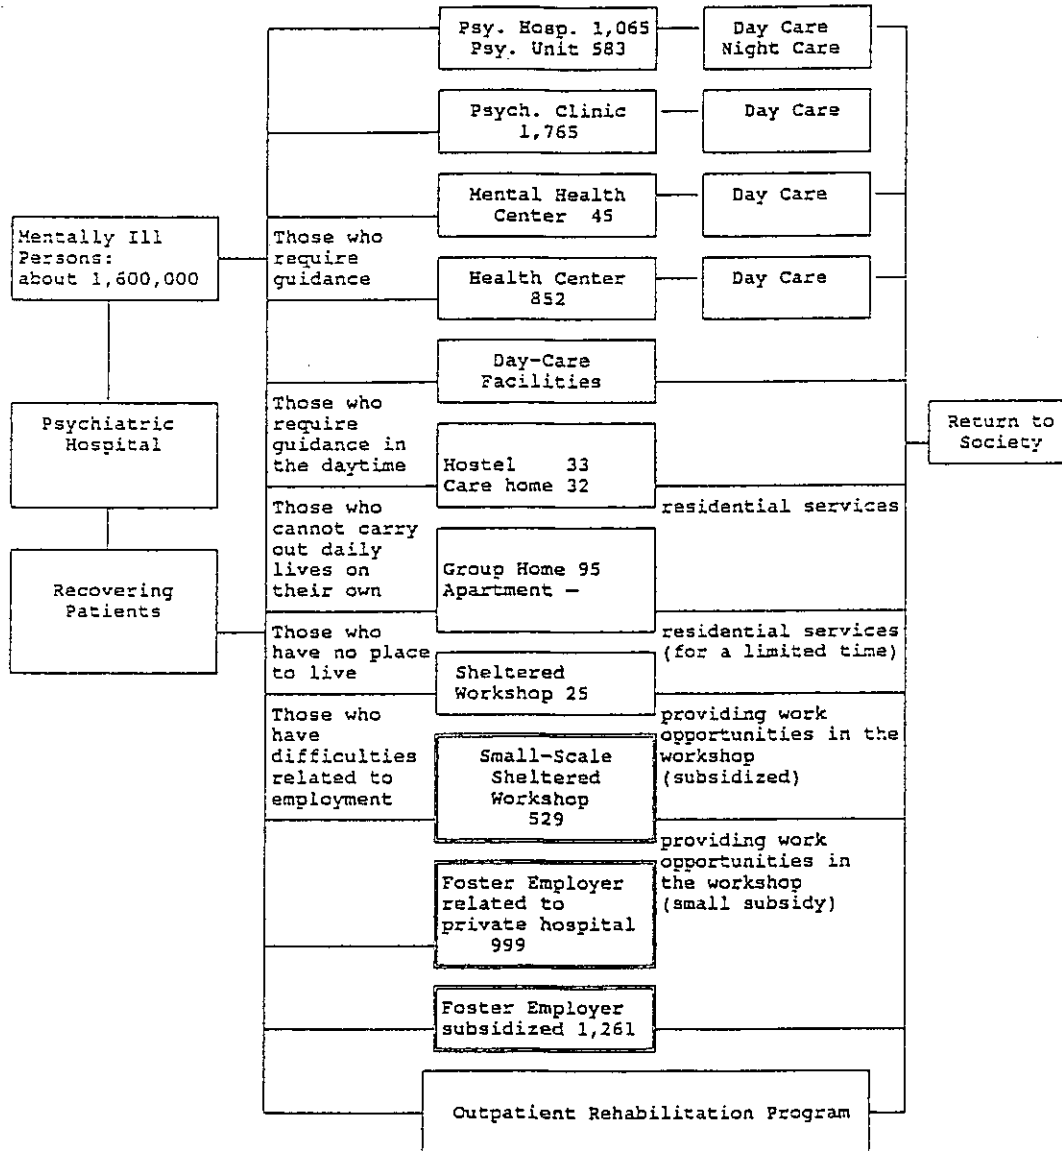 Psy. Hosp. 1,065
Psy. Unit 583
Day Care
Night Care
Psych. Clinic
1,765
Day Care
Mental Health
Center 45
Day Care
Mentally Ill
Persons:
about 1,600,000
Those who
require
guidance
Health Center
852
Day Care
Day-Care
Facilities
Psychiatric
Hospital
Those who
require
guidance in
the daytime
Hostel 33
Care home 32
Return to
Society
Those who
cannot carry
out daily
lives on
their own
residential services
Group Home 95
Apartment —
Recovering
Patients
Those who
have no place
to live
residential services
(for a limited time)
Sheltered
Workshop 25
Those who
have
difficulties
related to
employment
providing work
opportunities in the
workshop
(subsidized)
Small-Scale
Sheltered
Workshop
529
providing work
opportunities in
the workshop
(small subsidy)
Foster Employer
related to
private hospital
999
Foster Employer
subsidized 1,261
Outpatient Rehabilitation Program